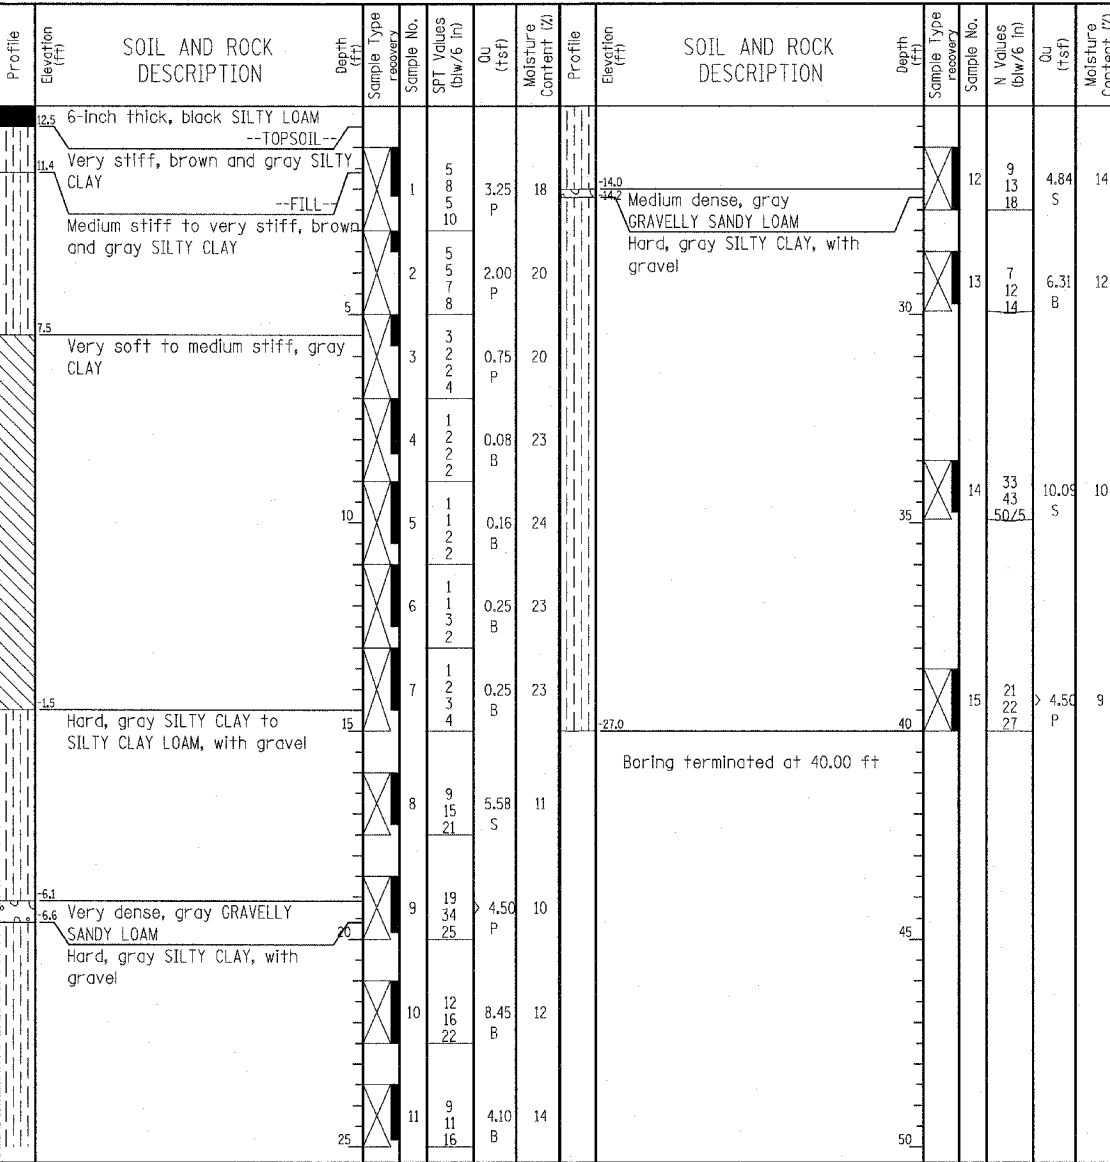 Profile
Elevation (ft)
SOIL AND ROCK
DESCRIPTION
Depth (ft)
Sample Type
recovery
Sample No.
SPT Values (blw/6 in)
Qu (tsf)
Moisture Content (%)
12.5 6-inch thick, black SILTY LOAM
--TOPSOIL--
11.4 Very stiff, brown and gray SILTY
CLAY
--FILL--
Medium stiff to very stiff, brown
and gray SILTY CLAY
1 5 8 5 10 3.25 P 18
2 5 5 7 8 2.00 P 20
5
7.5
Very soft to medium stiff, gray
CLAY
3 3 2 2 4 0.75 P 20
4 1 2 2 2 0.08 B 23
10
5 1 1 2 2 0.16 B 24
6 1 1 3 2 0.25 B 23
7 1 2 3 4 0.25 B 23
-1.5
15
Hard, gray SILTY CLAY to
SILTY CLAY LOAM, with gravel
8 9 15 21 5.58 S 11
-6.1
-6.6 Very dense, gray GRAVELLY
SANDY LOAM
9 19 34 25 > 4.50 P 10
20
Hard, gray SILTY CLAY, with
gravel
10 12 16 22 8.45 B 12
11 9 11 16 4.10 B 14
25
Profile
Elevation (ft)
SOIL AND ROCK
DESCRIPTION
Depth (ft)
Sample Type
recovery
Sample No.
N Values (blw/6 in)
Qu (tsf)
Moisture Content (%)
12 9 13 18 4.84 S 14
-14.0
-14.2 Medium dense, gray
GRAVELLY SANDY LOAM
Hard, gray SILTY CLAY, with
gravel
13 7 12 14 6.31 B 12
30
14 33 43 50/5 10.09 S 10
35
15 21 22 27 > 4.50 P 9
-27.0
40
Boring terminated at 40.00 ft
45
50